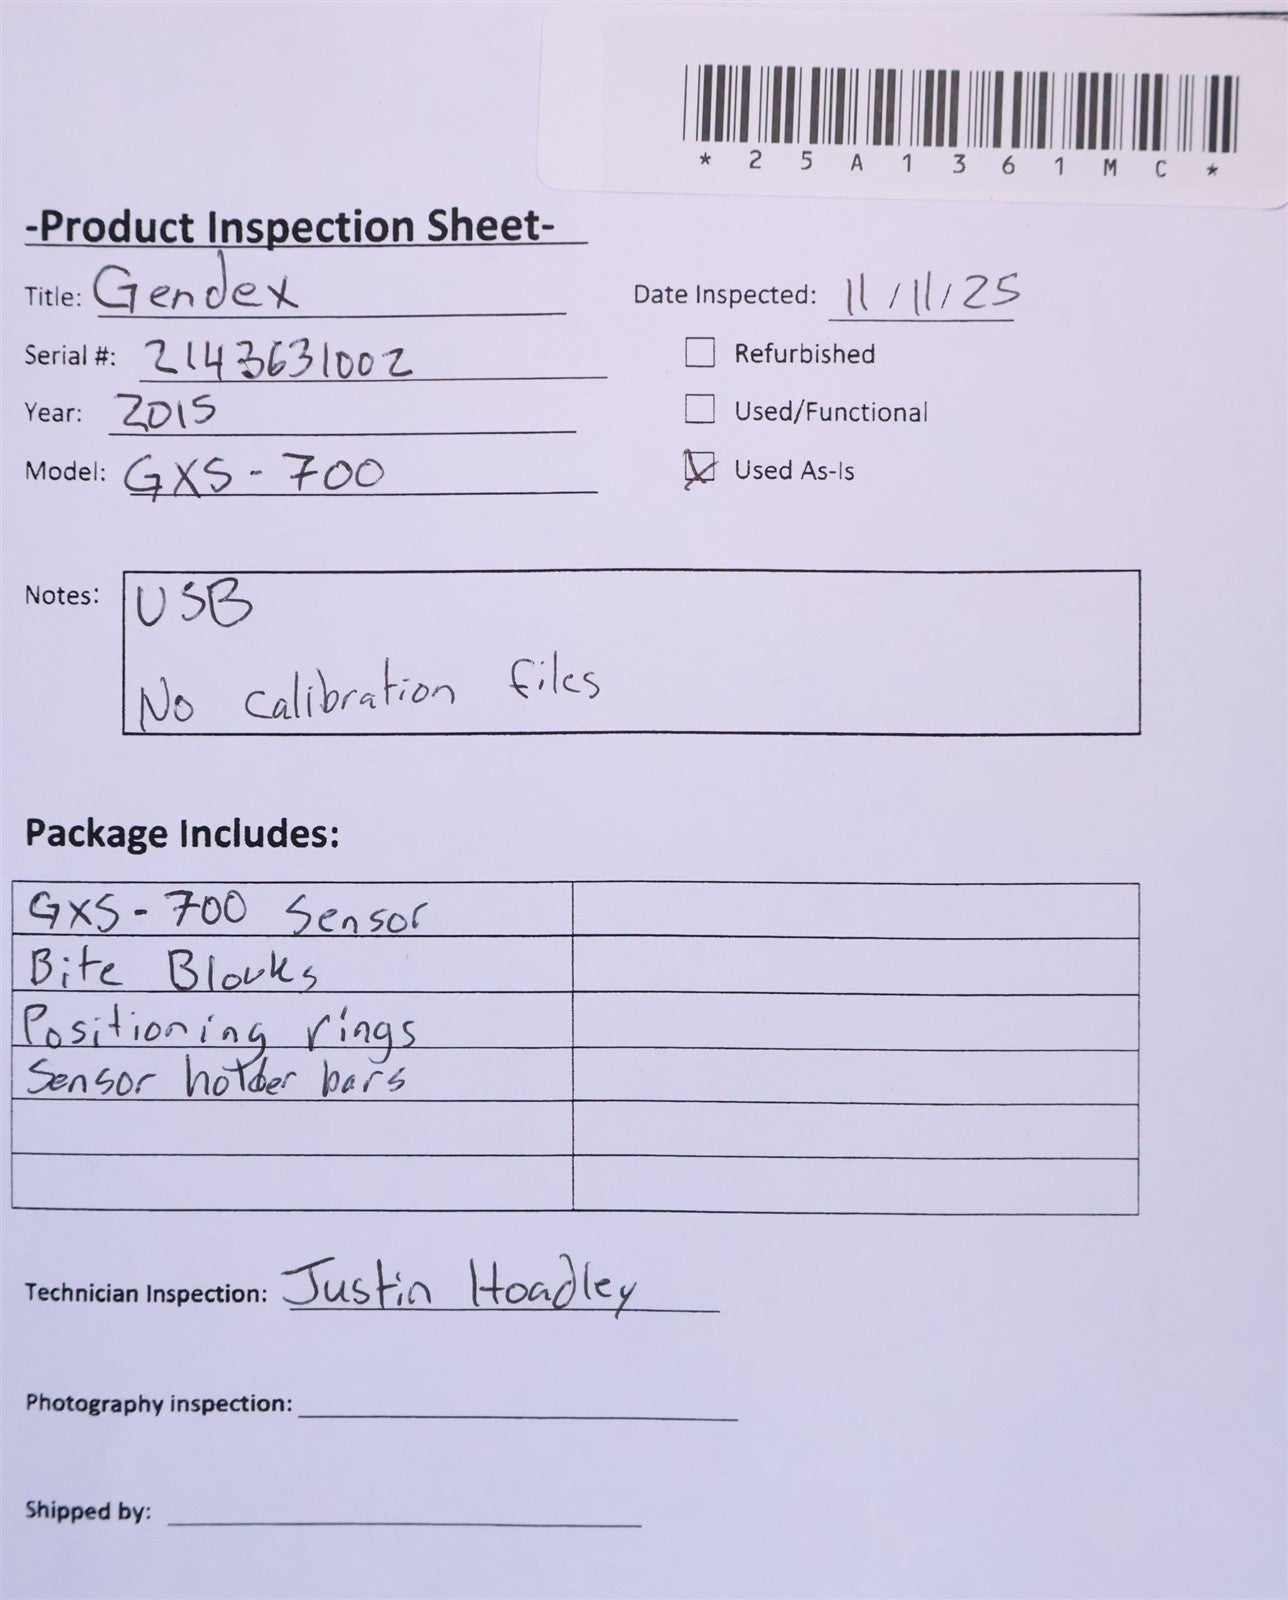 *25A1361MC*
-Product Inspection Sheet-
Title: Gendex
Date Inspected: 11/11/25
Serial #: 2143631002
Refurbished
Year: 2015
Used/Functional
Model: GXS-700
Used As-Is
Notes: USB
No calibration files
Package Includes:
GXS-700 Sensor
Bite Blocks
Positioning rings
Sensor holder bars
Technician Inspection: Justin Hoadley
Photography inspection:
Shipped by: